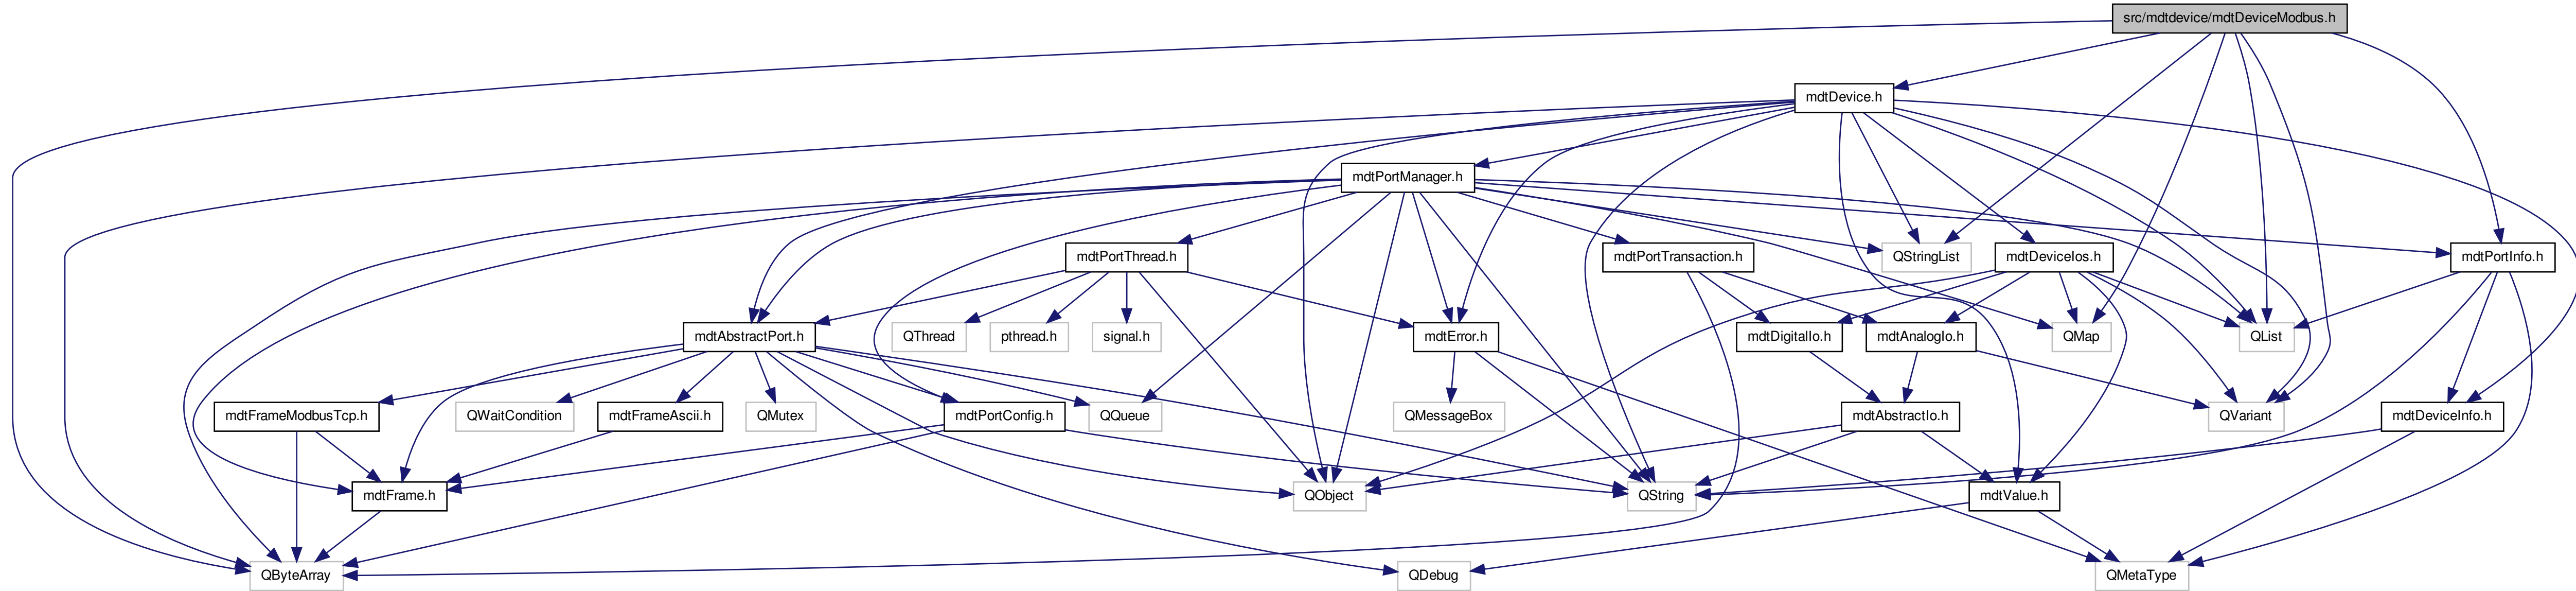 src/mdtdevice/mdtDeviceModbus.h
mdtDevice.h
mdtPortManager.h
mdtPortThread.h
mdtPortTransaction.h
QStringList
mdtDeviceIos.h
mdtPortInfo.h
mdtAbstractPort.h
QThread
pthread.h
signal.h
mdtError.h
mdtDigitalIo.h
mdtAnalogIo.h
QMap
QList
mdtFrameModbusTcp.h
QWaitCondition
mdtFrameAscii.h
QMutex
mdtPortConfig.h
QQueue
QMessageBox
mdtAbstractIo.h
QVariant
mdtDeviceInfo.h
mdtFrame.h
QObject
QString
mdtValue.h
QByteArray
QDebug
QMetaType